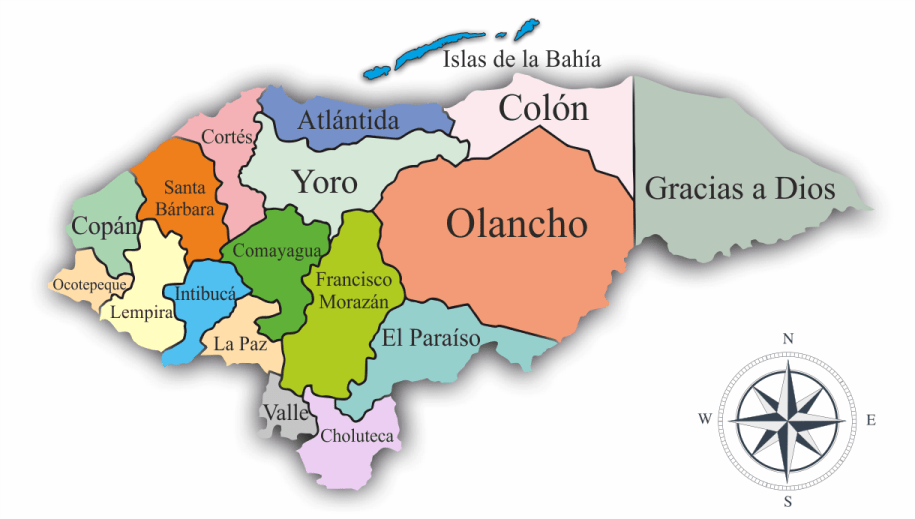 Islas de la Bahía
Colón
Atlántida
Cortés
Yoro
Gracias a Dios
Santa
Bárbara
Olancho
Copán
Comayagua
Francisco
Morazán
Ocotepeque
Intibucá
Lempira
El Paraíso
La Paz
Valle
Choluteca
N
W
E
S